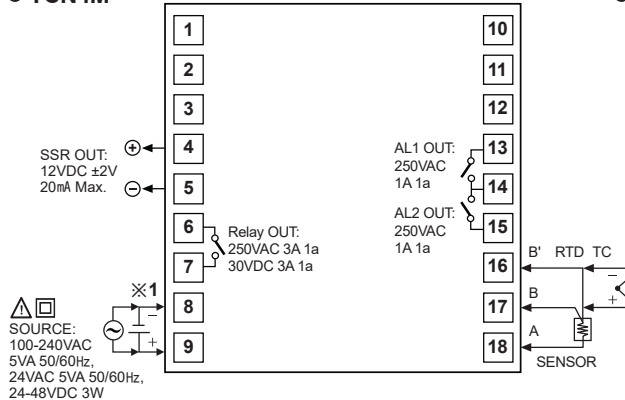 1
2
3
4
5
6
7
8
9
10
11
12
13
14
15
16
17
18
SSR OUT:
12VDC ±2V
20mA Max.
Relay OUT:
250VAC 3A 1a
30VDC 3A 1a
AL1 OUT:
250VAC
1A 1a
AL2 OUT:
250VAC
1A 1a
※1
SOURCE:
100-240VAC
5VA 50/60Hz,
24VAC 5VA 50/60Hz,
24-48VDC 3W
B' RTD TC
B
A
SENSOR